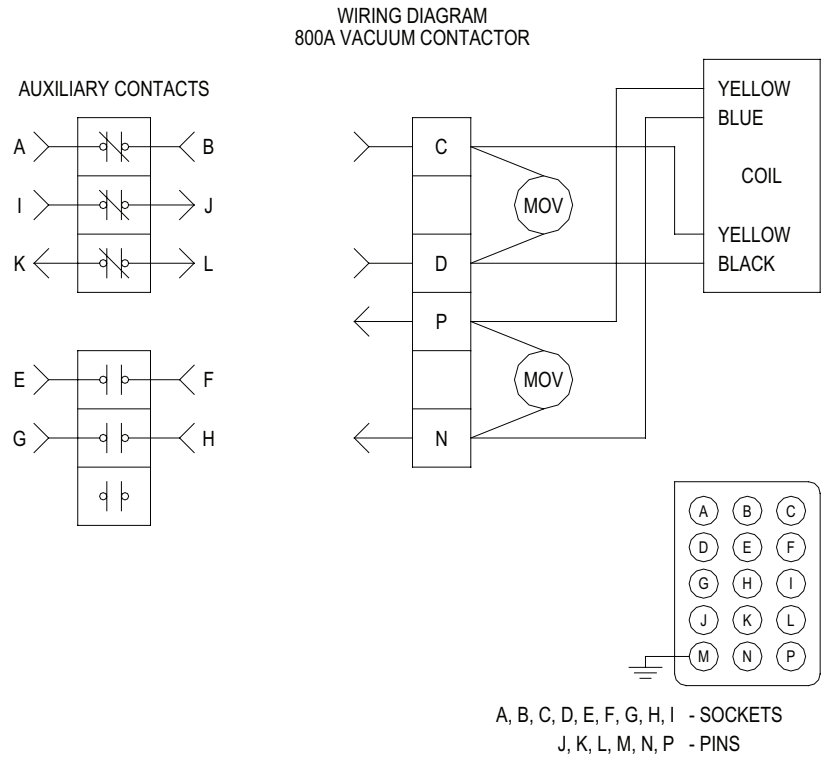 WIRING DIAGRAM
800A VACUUM CONTACTOR
AUXILIARY CONTACTS
A B
I J
K L
E F
G H
C
D
P
N
MOV
MOV
YELLOW
BLUE
COIL
YELLOW
BLACK
A B C
D E F
G H I
J K L
M N P
A, B, C, D, E, F, G, H, I - SOCKETS
J, K, L, M, N, P - PINS